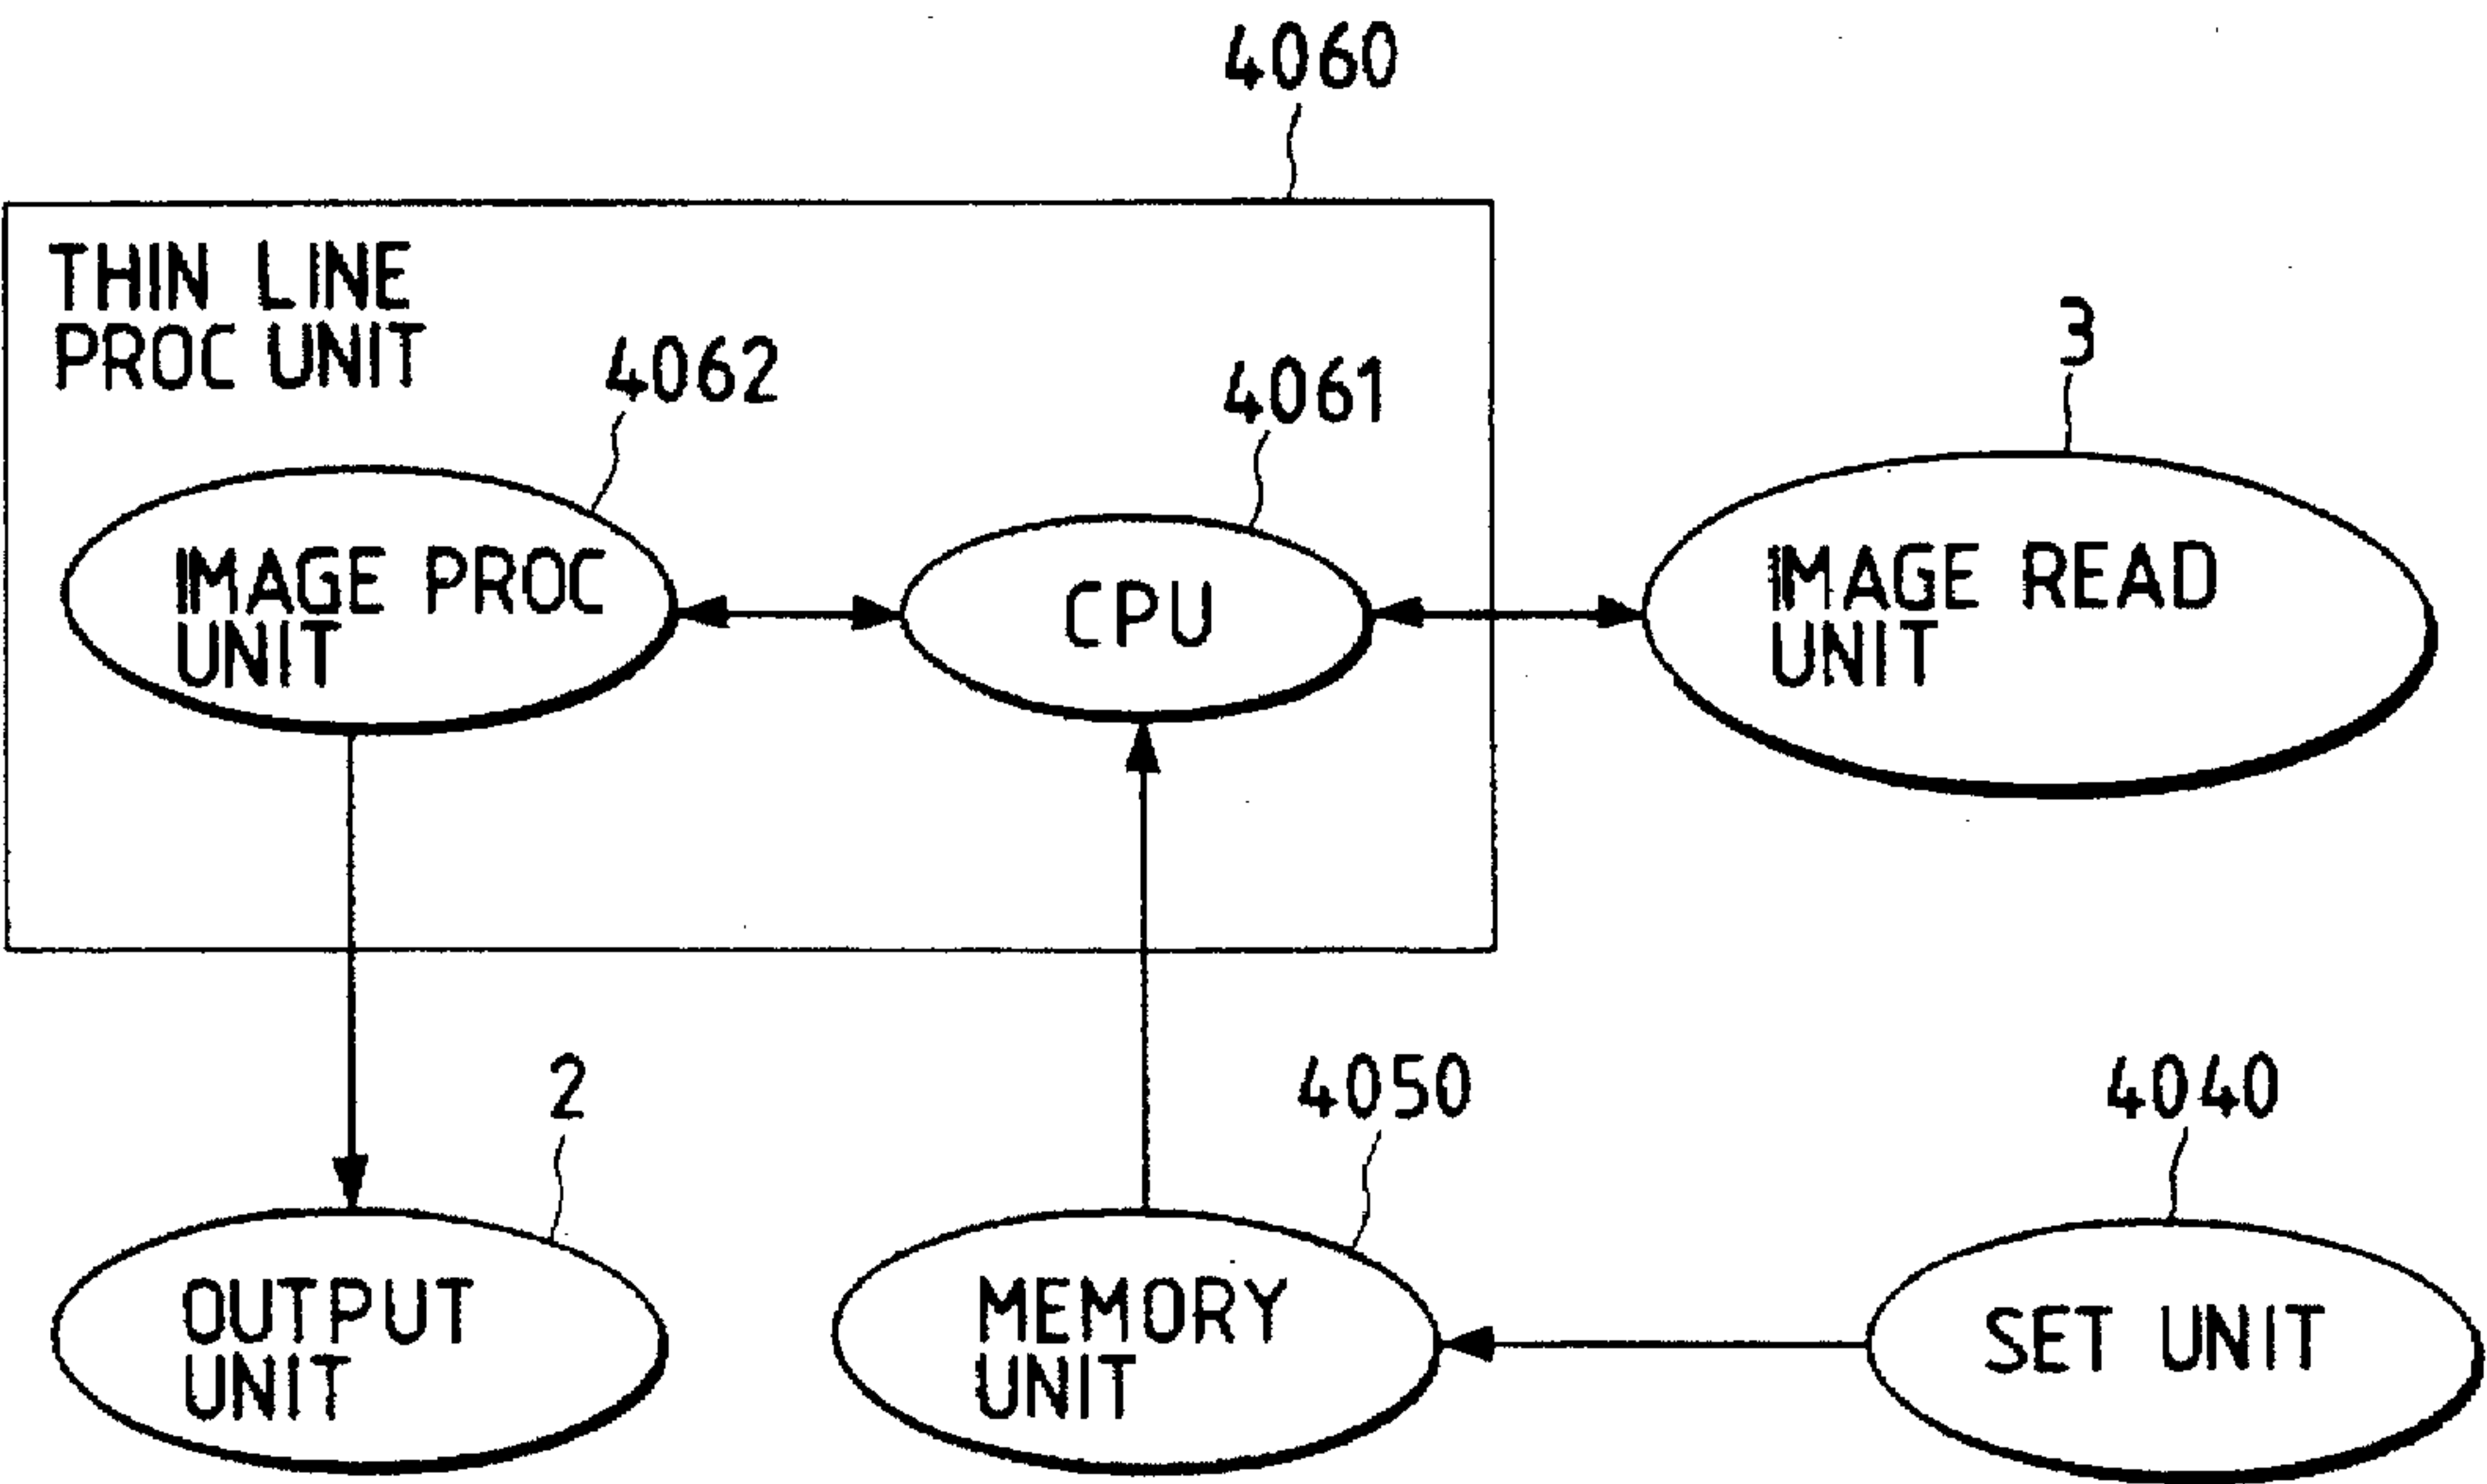 4060
THIN LINE
PROC UNIT
4062
4061
3
IMAGE PROC
UNIT
CPU
IMAGE READ
UNIT
2
4050
4040
OUTPUT
UNIT
MEMORY
UNIT
SET UNIT